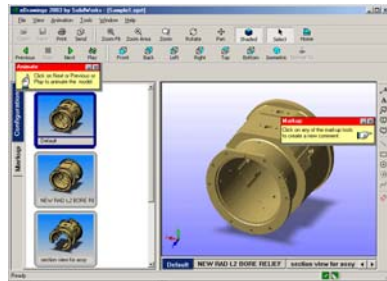 eDrawings 2003 by SolidWorks - [Sample2.eprt]
File View Animation Tools Window Help
Open Save Print Send Zoom Fit Zoom Area Zoom Rotate Pan Shaded Select Home
Previous Stop Next Play Front Back Left Right Top Bottom Isometric
Animate
Click on Next or Previous or
Play to animate the model
Configurations
Markups
Default
NEW RAD L2 BORE RE
section view for assy
Markup
Click on any of the mark-up tools
to create a new comment
Default NEW RAD L2 BORE RELIEF section view for assy
Ready